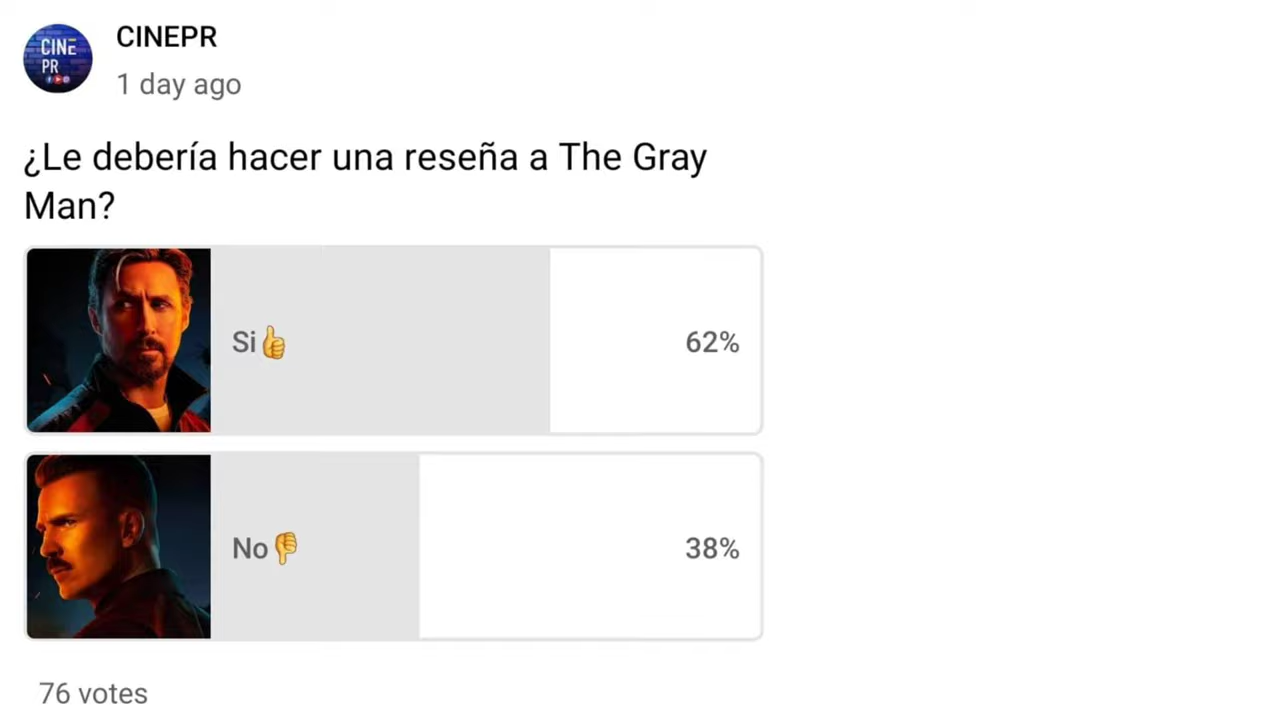 CINE
PR
CINEPR
1 day ago
¿Le debería hacer una reseña a The Gray
Man?
Si👍 62%
No👎 38%
76 votes